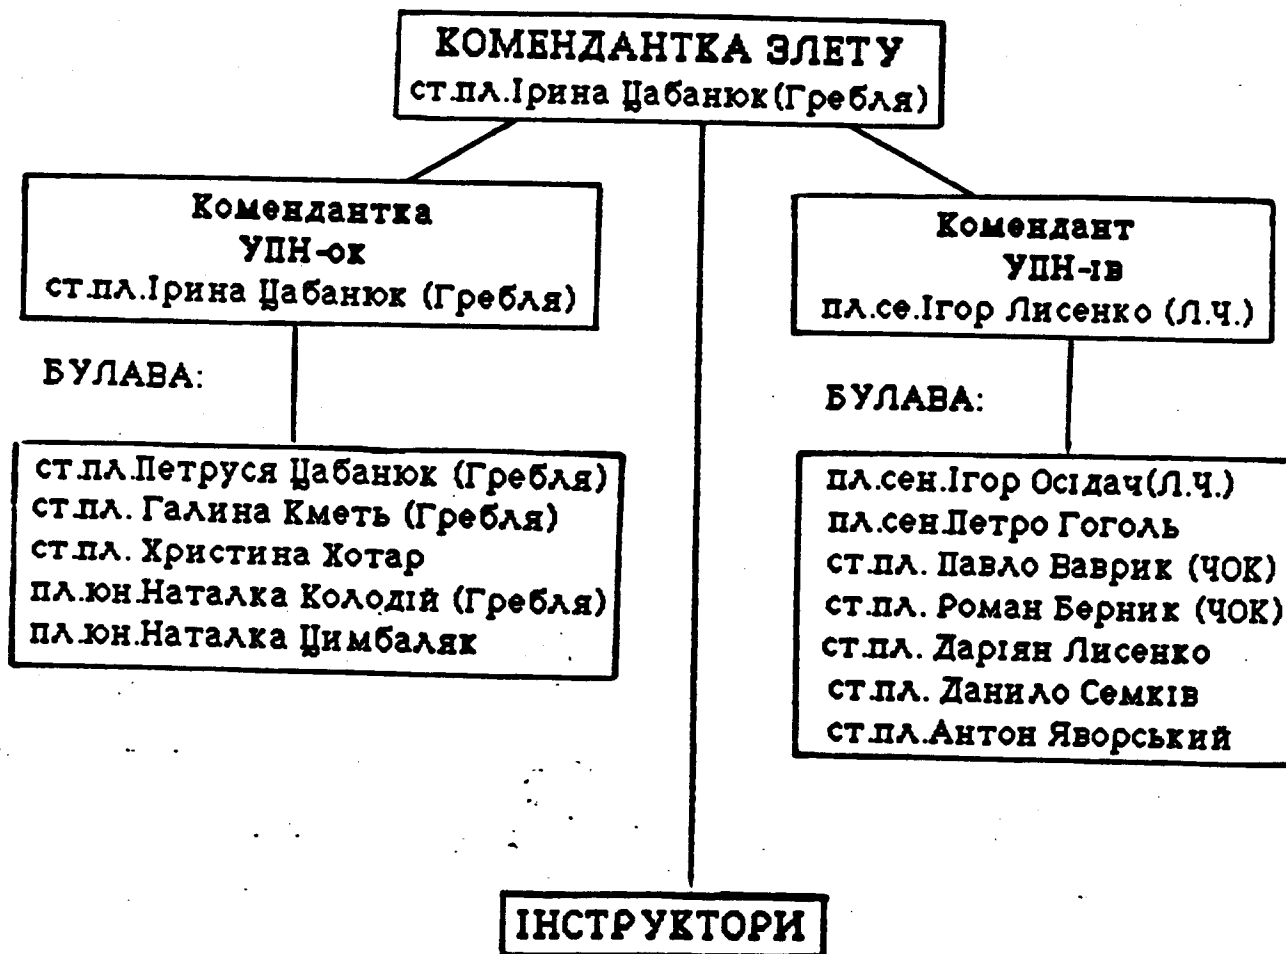 КОМЕНДАНТКА ЗЛЕТУ
ст.пл.Ірина Цабанюк(Гребля)
Комендантка
УПН-ок
ст.пл.Ірина Цабанюк (Гребля)
БУЛАВА:
ст.пл.Петруся Цабанюк (Гребля)
ст.пл. Галина Кметь (Гребля)
ст.пл. Христина Хотар
пл.юн.Наталка Колодій (Гребля)
пл.юн.Наталка Цимбаляк
Комендант
УПН-ів
пл.се.Ігор Лисенко (Л.Ч.)
БУЛАВА:
пл.сен.Ігор Осідач(Л.Ч.)
пл.сен.Петро Гоголь
ст.пл. Павло Ваврик (ЧОК)
ст.пл. Роман Берник (ЧОК)
ст.пл. Даріян Лисенко
ст.пл. Данило Семків
ст.пл.Антон Яворський
ІНСТРУКТОРИ